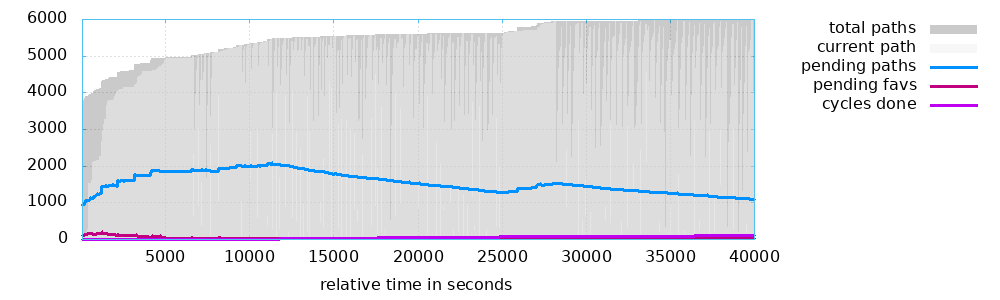 6000
5000
4000
3000
2000
1000
0
5000 10000 15000 20000 25000 30000 35000 40000
relative time in seconds
total paths
current path
pending paths
pending favs
cycles done